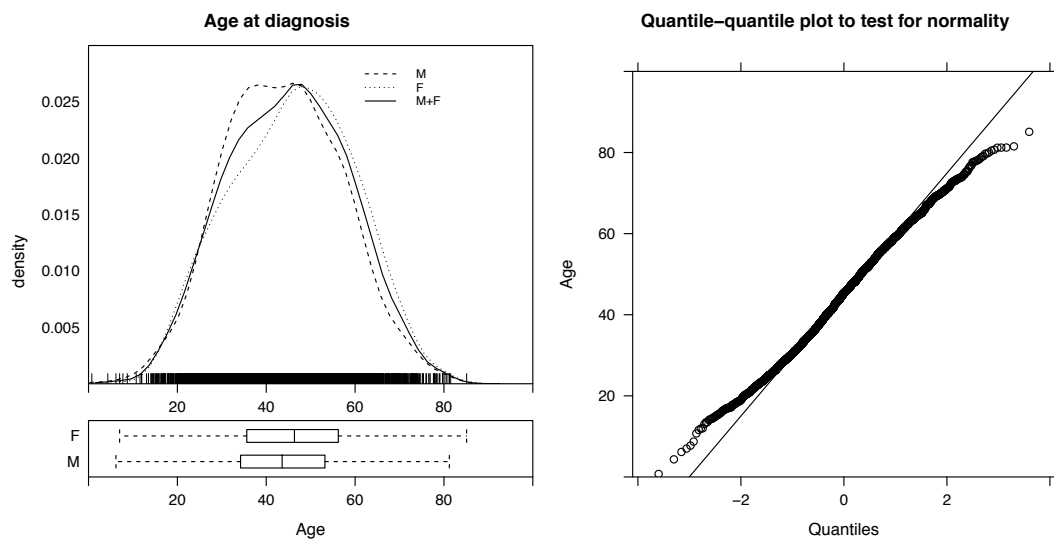 Age at diagnosis
M
F
M+F
density
0.025
0.020
0.015
0.010
0.005
20 40 60 80
F
M
20 40 60 80
Age
Quantile−quantile plot to test for normality
Age
80
60
40
20
−2 0 2
Quantiles